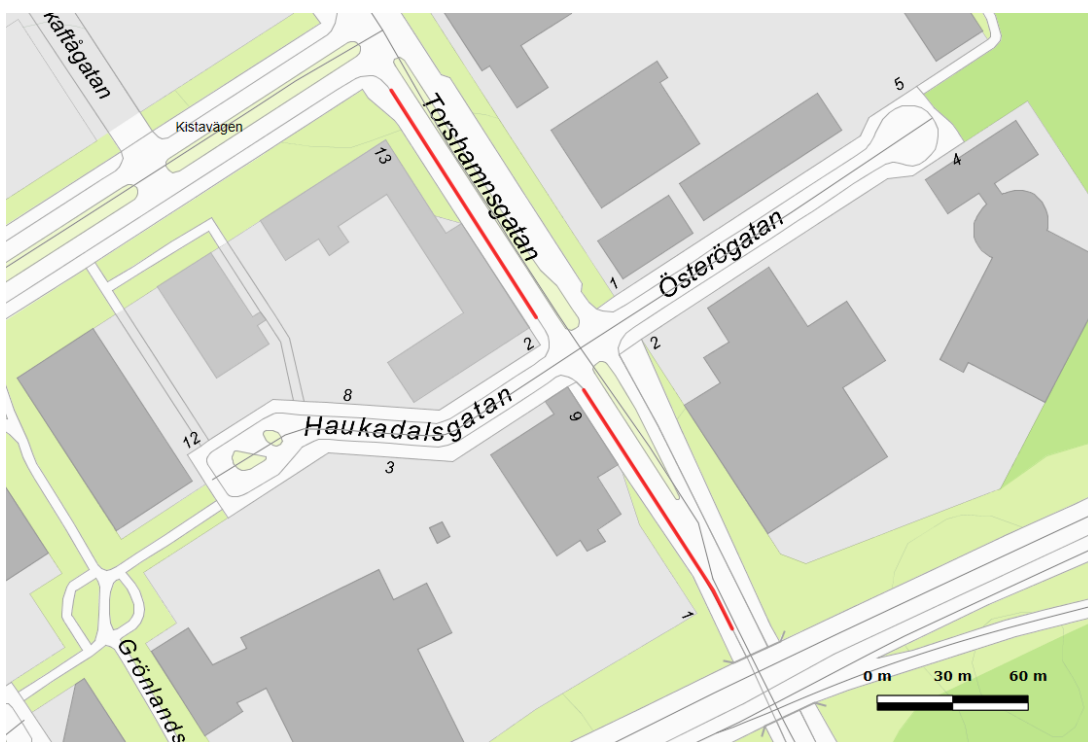 kaftågatan
Kistavägen
Torshamnsgatan
13
5
4
Österögatan
1
2
2
8
Haukadalsgatan
9
12
3
1
Grönlands
0 m 30 m 60 m